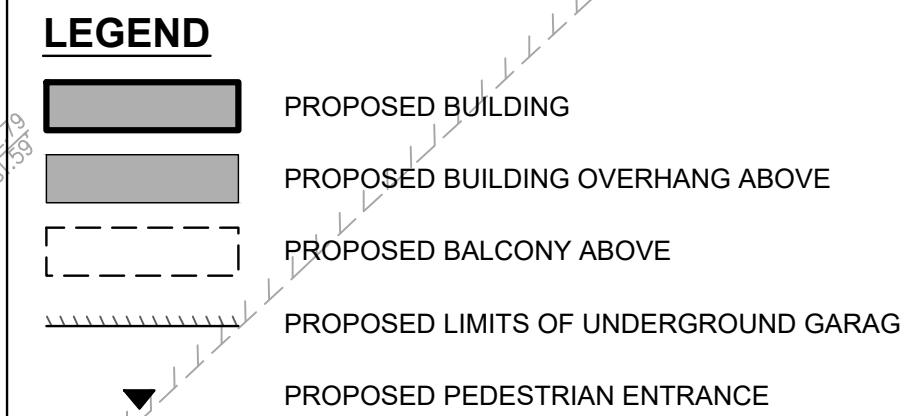 LEGEND
PROPOSED BUILDING
PROPOSED BUILDING OVERHANG ABOVE
PROPOSED BALCONY ABOVE
PROPOSED LIMITS OF UNDERGROUND GARAG
PROPOSED PEDESTRIAN ENTRANCE